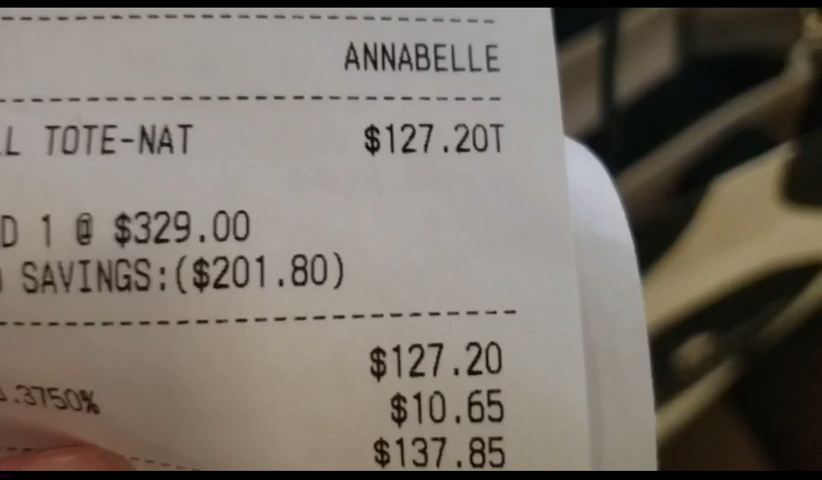 ANNABELLE
TOTE-NAT $127.20T
1 @ $329.00
SAVINGS:($201.80)
$127.20
.3750% $10.65
$137.85